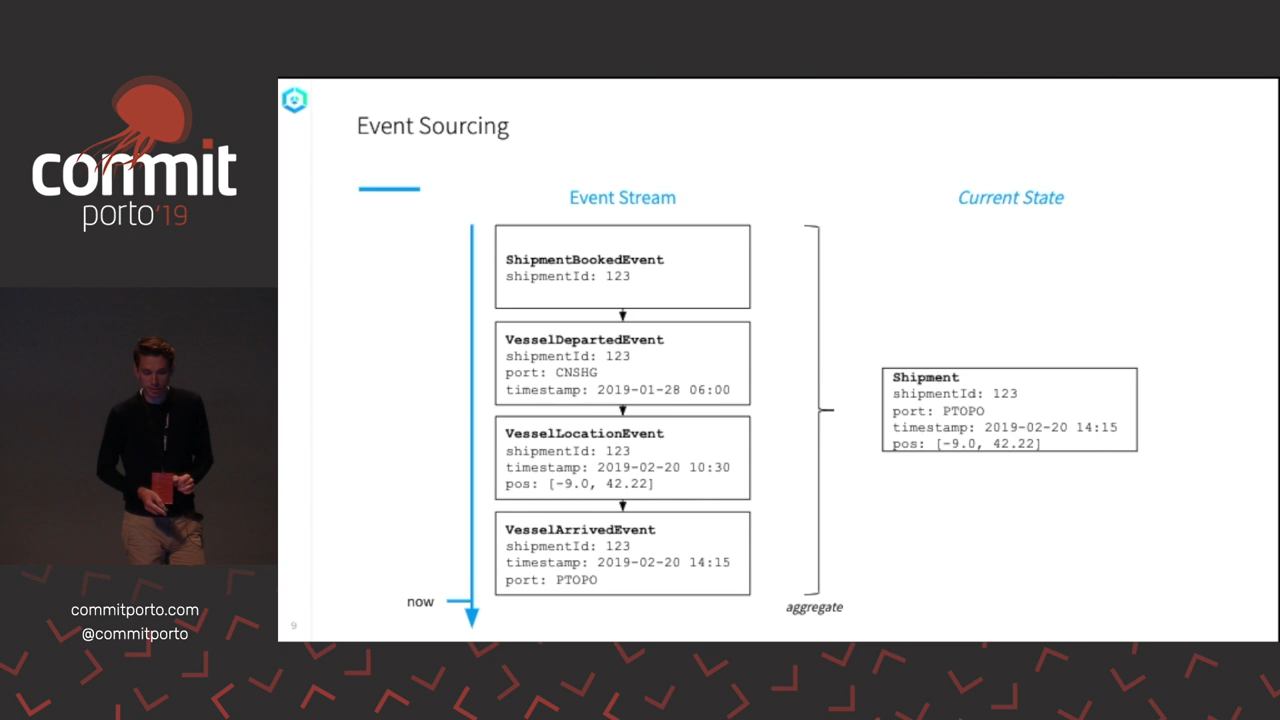 commit
porto'19
commitporto.com
@commitporto
Event Sourcing
Event Stream
Current State
ShipmentBookedEvent
shipmentId: 123
VesselDepartedEvent
shipmentId: 123
port: CNSHG
timestamp: 2019-01-28 06:00
VesselLocationEvent
shipmentId: 123
timestamp: 2019-02-20 10:30
pos: [-9.0, 42.22]
VesselArrivedEvent
shipmentId: 123
timestamp: 2019-02-20 14:15
port: PTOPO
now
aggregate
Shipment
shipmentId: 123
port: PTOPO
timestamp: 2019-02-20 14:15
pos: [-9.0, 42.22]
9